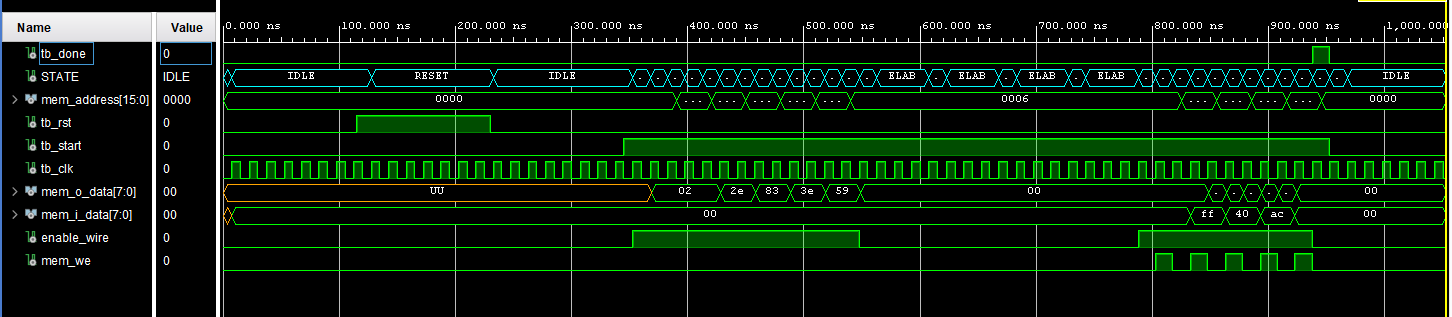 Name Value 0.000 ns 100.000 ns 200.000 ns 300.000 ns 400.000 ns 500.000 ns 600.000 ns 700.000 ns 800.000 ns 900.000 ns 1,000.000
tb_done 0
STATE IDLE IDLE RESET IDLE ELAB ELAB ELAB ELAB IDLE
mem_address[15:0] 0000 0000 ... ... ... ... ... 0006 ... ... ... ... 0000
tb_rst 0
tb_start 0
tb_clk 0
mem_o_data[7:0] 00 UU 02 2e 83 3e 59 00 00
mem_i_data[7:0] 00 00 ff 40 ac 00
enable_wire 0
mem_we 0